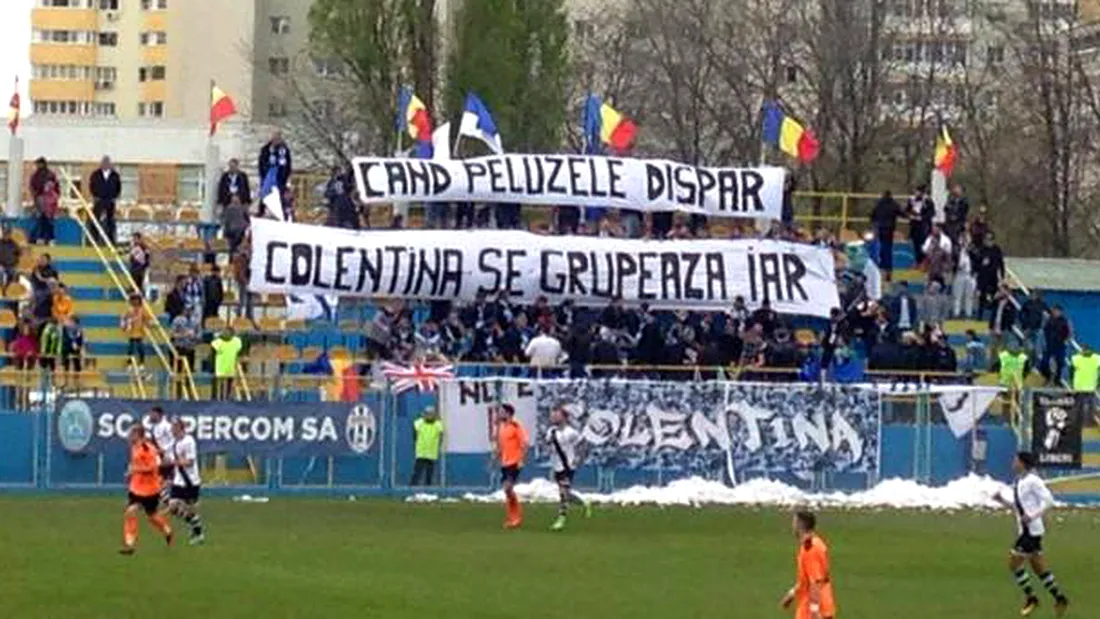 CAND PELUZELE DISPAR
COLENTINA SE GRUPEAZA IAR
SC SUPERCOM SA
COLENTINA